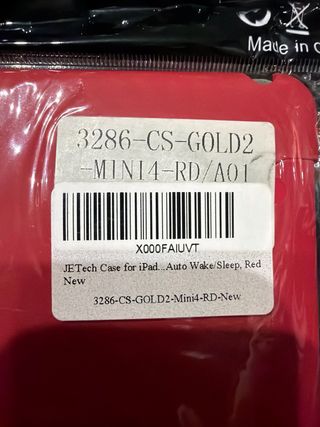 Made in
3286-CS-GOLD2
-MINI4-RD/A01
X000FAIUVT
JETech Case for iPad...Auto Wake/Sleep, Red
New
3286-CS-GOLD2-Mini4-RD-New